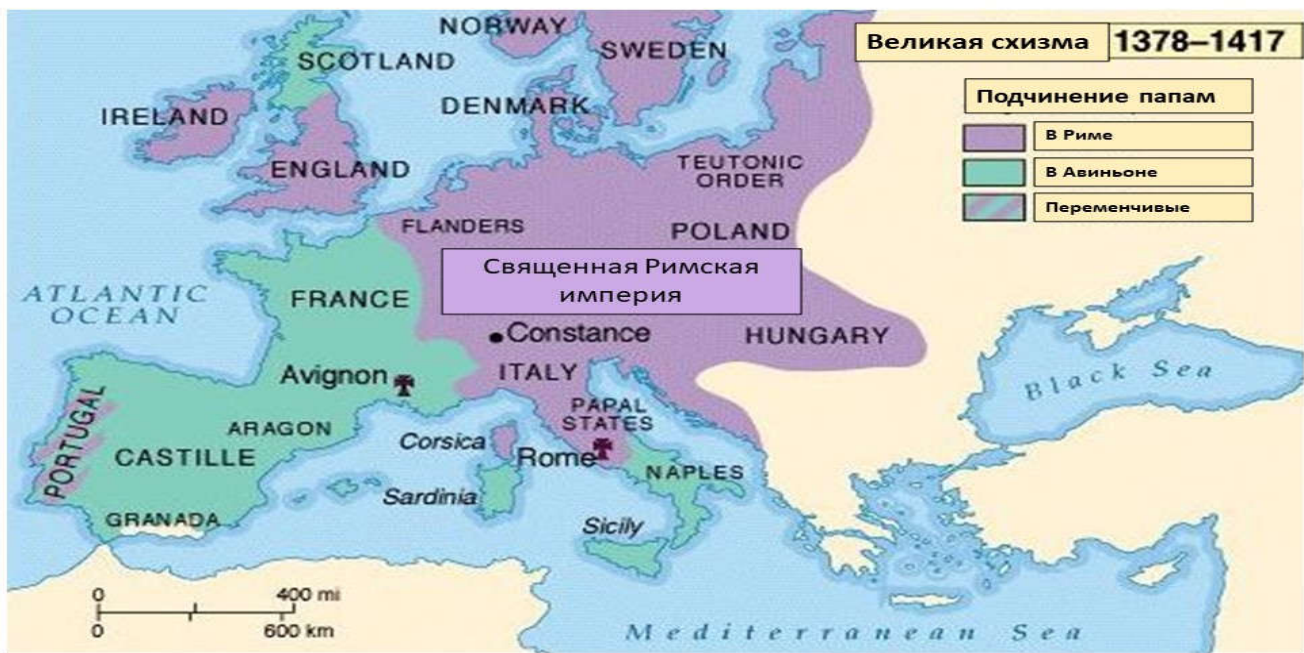 Великая схизма 1378–1417
Подчинение папам
В Риме
В Авиньоне
Переменчивые
NORWAY
SWEDEN
SCOTLAND
DENMARK
IRELAND
ENGLAND
TEUTONIC
ORDER
FLANDERS
POLAND
Священная Римская
империя
ATLANTIC
OCEAN
FRANCE
Constance
HUNGARY
Avignon
ITALY
Black Sea
PORTUGAL
ARAGON
CASTILLE
Corsica
PAPAL
STATES
Rome
NAPLES
Sardinia
GRANADA
Sicily
0 400 mi
0 600 km
Mediterranean Sea